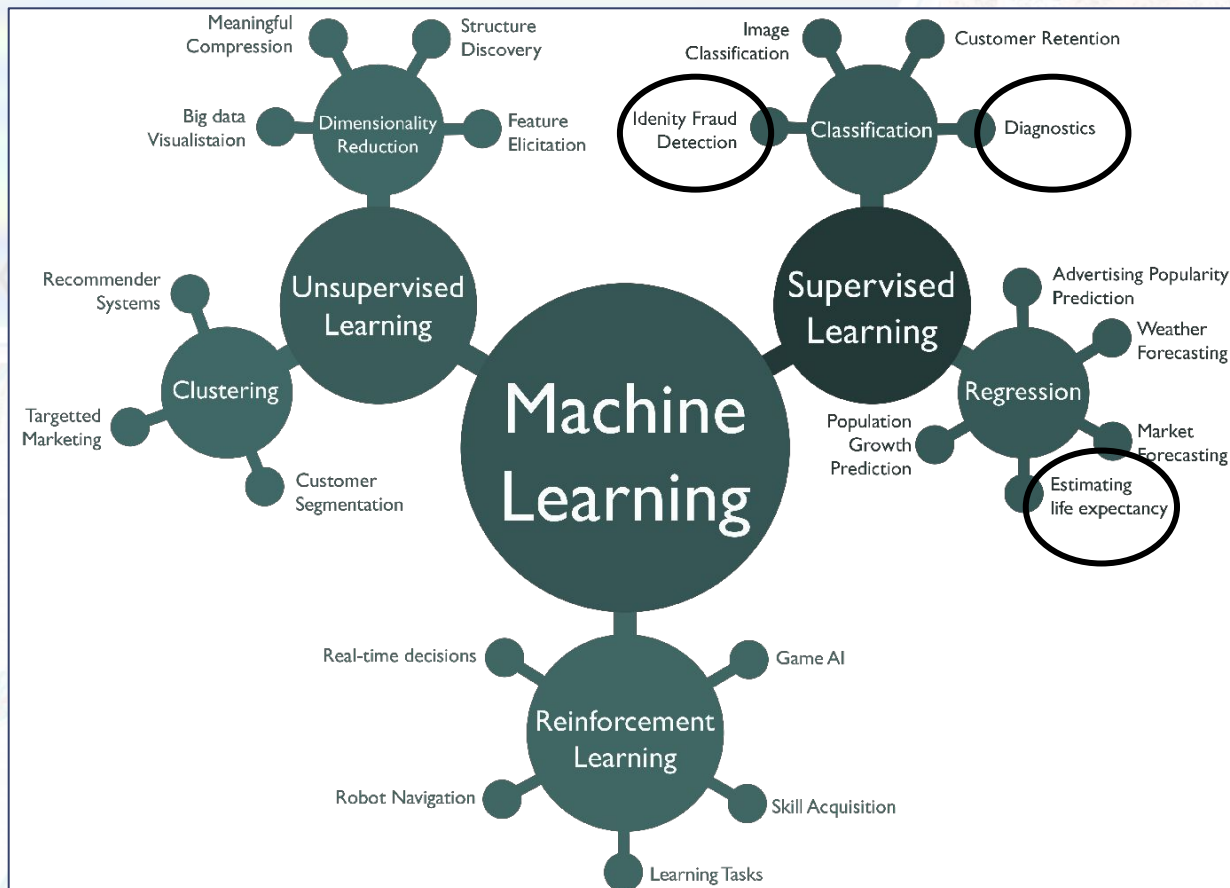 Meaningful
Compression
Structure
Discovery
Big data
Visualistaion
Dimensionality
Reduction
Feature
Elicitation
Image
Classification
Customer Retention
Idenity Fraud
Detection
Classification
Diagnostics
Unsupervised
Learning
Supervised
Learning
Recommender
Systems
Clustering
Targetted
Marketing
Customer
Segmentation
Machine
Learning
Advertising Popularity
Prediction
Weather
Forecasting
Regression
Population
Growth
Prediction
Market
Forecasting
Estimating
life expectancy
Real-time decisions
Game AI
Reinforcement
Learning
Robot Navigation
Skill Acquisition
Learning Tasks